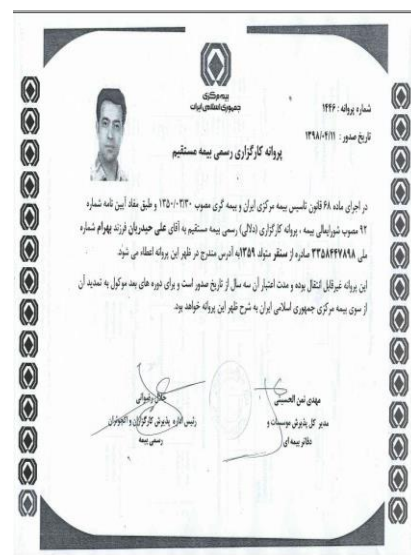 بیمه مرکزی
جمهوری اسلامی ایران
شماره پروانه : ۱۴۴۶
تاریخ صدور : ۱۳۹۸/۰۴/۱۱
پروانه کارگزاری رسمی بیمه مستقیم
در اجرای ماده ۶۸ قانون تاسیس بیمه مرکزی ایران و بیمه گری مصوب ۱۳۵۰/۰۳/۳۰ و طبق مفاد آیین نامه شماره
۹۲ مصوب شورایعالی بیمه ، پروانه کارگزاری (دلالی) رسمی بیمه مستقیم به آقای علی حیدریان فرزند بهرام شماره
ملی ۳۳۵۸۴۴۷۸۹۸ صادره از سنقر متولد ۱۳۵۹به آدرس مندرج در ظهر این پروانه اعطاء می شود.
این پروانه غیرقابل انتقال بوده و مدت اعتبار آن سه سال از تاریخ صدور است و برای دوره های بعد موکول به تمدید آن
از سوی بیمه مرکزی جمهوری اسلامی ایران به شرح ظهر این پروانه خواهد بود.
مهدی ثمن الحسینی
مدیر کل پذیرش موسسات و
دفاتر بیمه ای
جلال رضوانی
رئیس اداره پذیرش کارگزاران و اکچوئران
رسمی بیمه